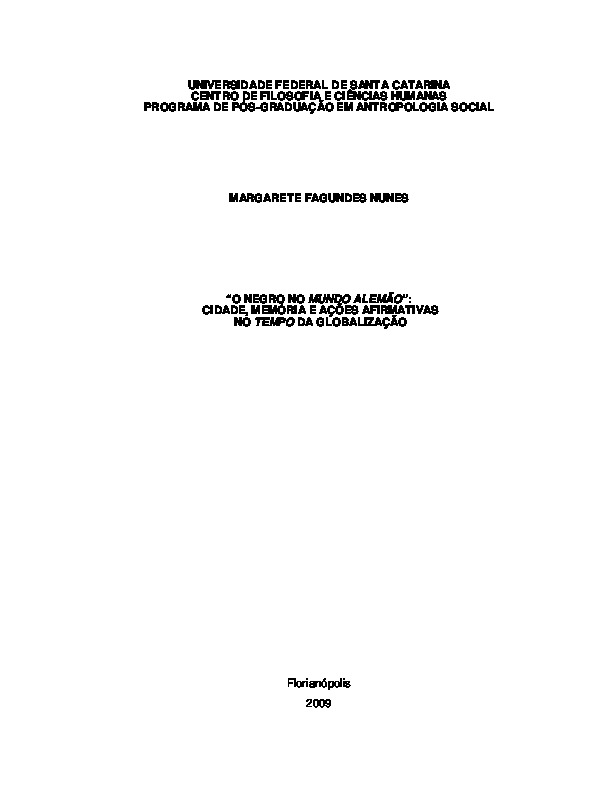 UNIVERSIDADE FEDERAL DE SANTA CATARINA
CENTRO DE FILOSOFIA E CIÊNCIAS HUMANAS
PROGRAMA DE PÓS-GRADUAÇÃO EM ANTROPOLOGIA SOCIAL
MARGARETE FAGUNDES NUNES
“O NEGRO NO MUNDO ALEMÃO”:
CIDADE, MEMÓRIA E AÇÕES AFIRMATIVAS
NO TEMPO DA GLOBALIZAÇÃO
Florianópolis
2009